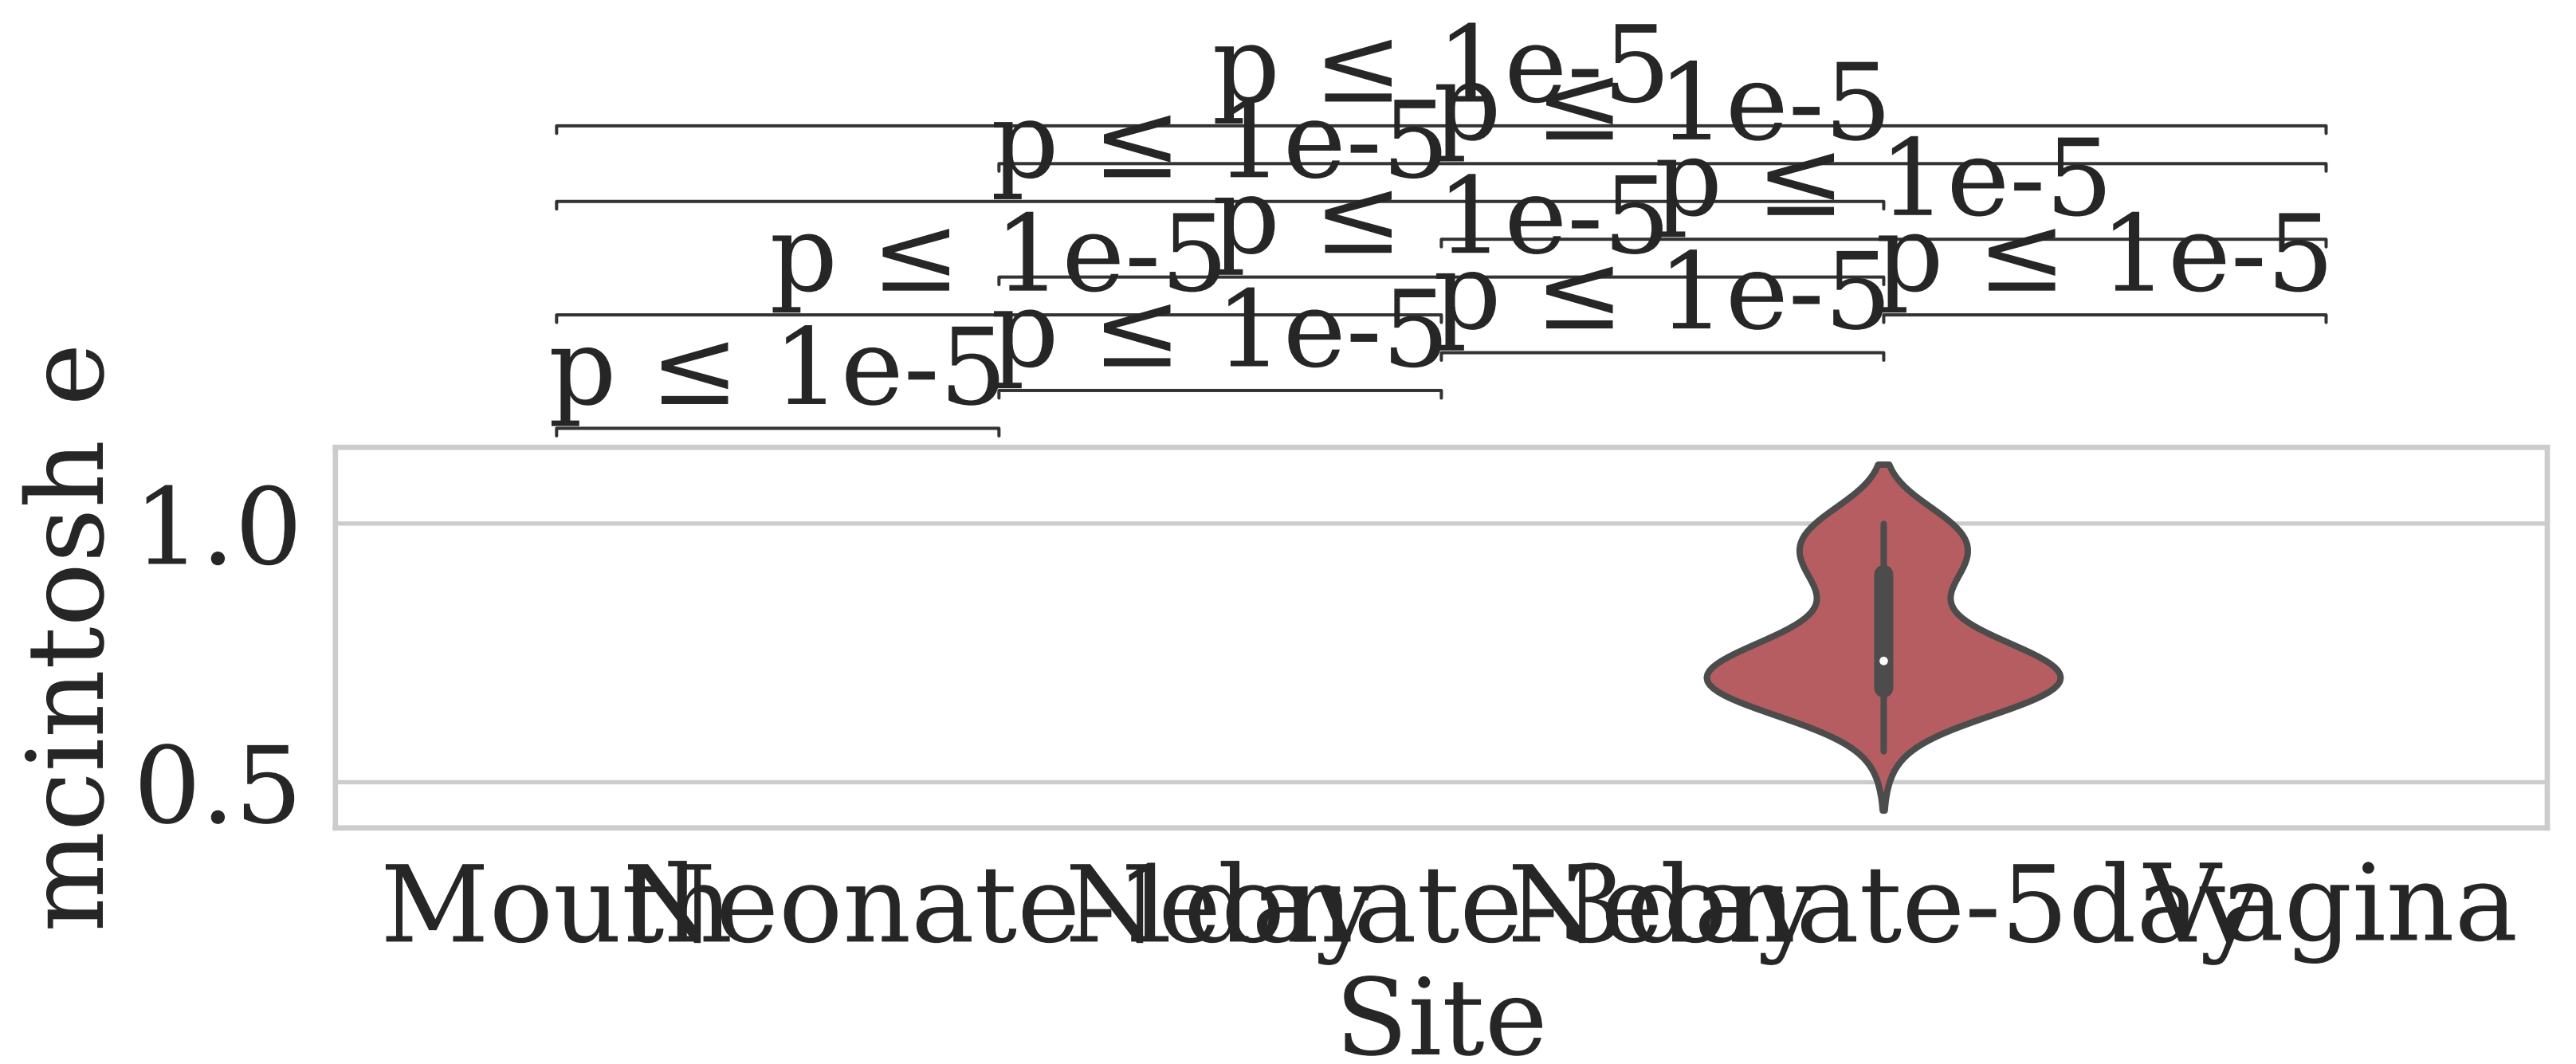 p ≤ 1e-5
p ≤ 1e-5
p ≤ 1e-5
p ≤ 1e-5
p ≤ 1e-5
p ≤ 1e-5
p ≤ 1e-5
p ≤ 1e-5
p ≤ 1e-5
p ≤ 1e-5
mcintosh e
1.0
0.5
Mouth Neonate-1day Neonate-3day Neonate-5day Vagina
Site